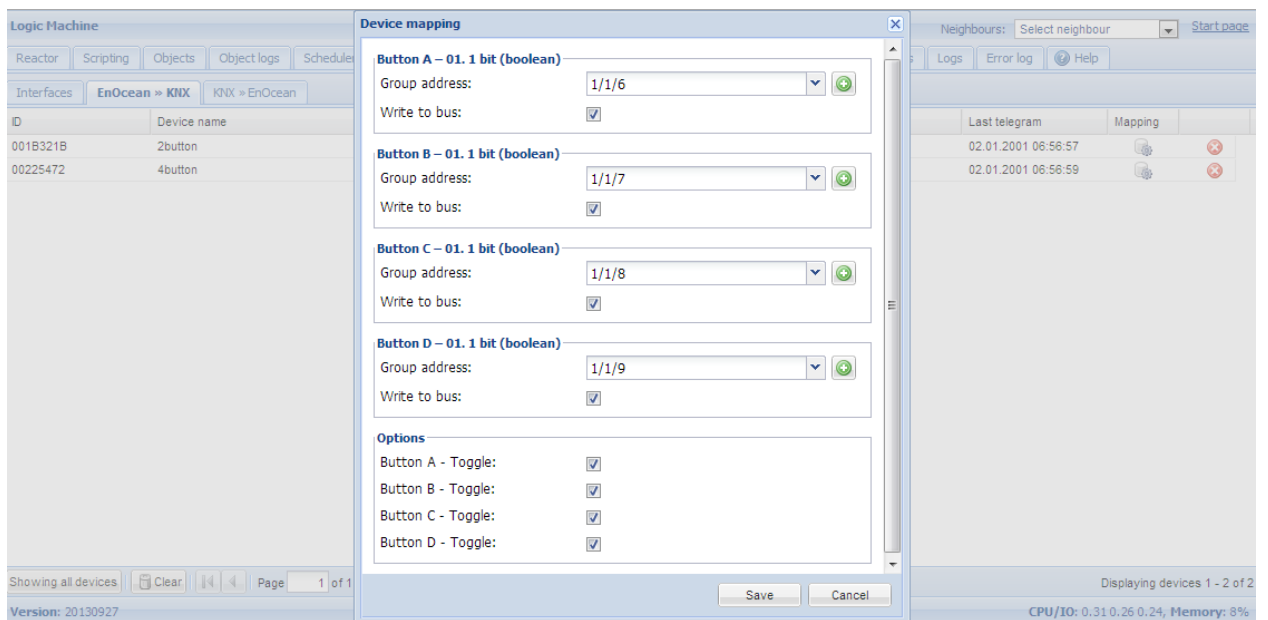 Logic Machine
Device mapping
Neighbours: Select neighbour Start page
Reactor Scripting Objects Object logs Scheduler Logs Error log Help
Interfaces EnOcean » KNX KNX » EnOcean
ID Device name Last telegram Mapping
001B321B 2button 02.01.2001 06:56:57
00225472 4button 02.01.2001 06:56:59
Button A – 01. 1 bit (boolean)
Group address: 1/1/6
Write to bus:
Button B – 01. 1 bit (boolean)
Group address: 1/1/7
Write to bus:
Button C – 01. 1 bit (boolean)
Group address: 1/1/8
Write to bus:
Button D – 01. 1 bit (boolean)
Group address: 1/1/9
Write to bus:
Options
Button A - Toggle:
Button B - Toggle:
Button C - Toggle:
Button D - Toggle:
Save Cancel
Showing all devices Clear Page 1 of 1 Displaying devices 1 - 2 of 2
Version: 20130927 CPU/IO: 0.31 0.26 0.24, Memory: 8%